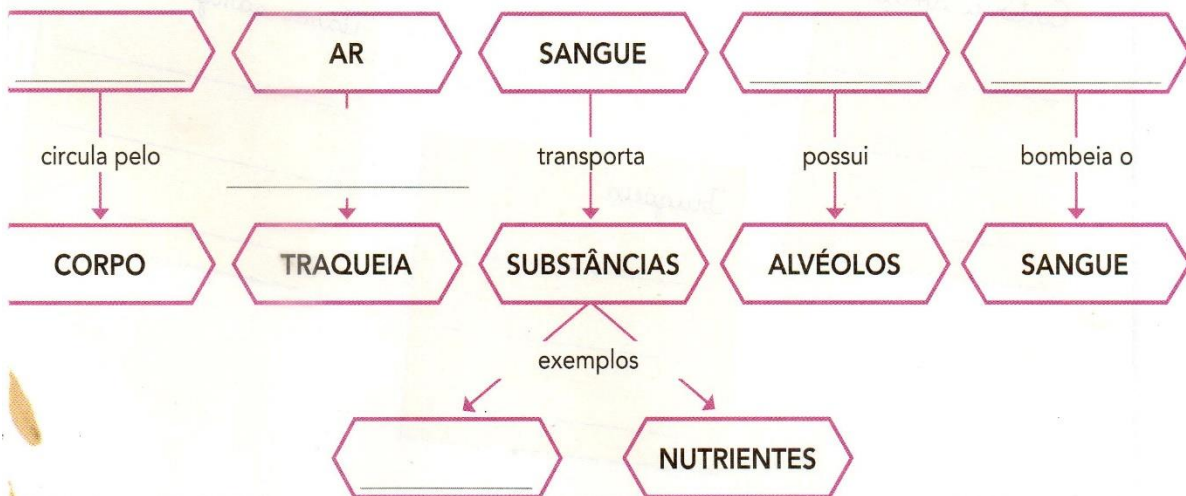 AR
SANGUE
circula pelo
transporta
possui
bombeia o
CORPO
TRAQUEIA
SUBSTÂNCIAS
ALVÉOLOS
SANGUE
exemplos
NUTRIENTES